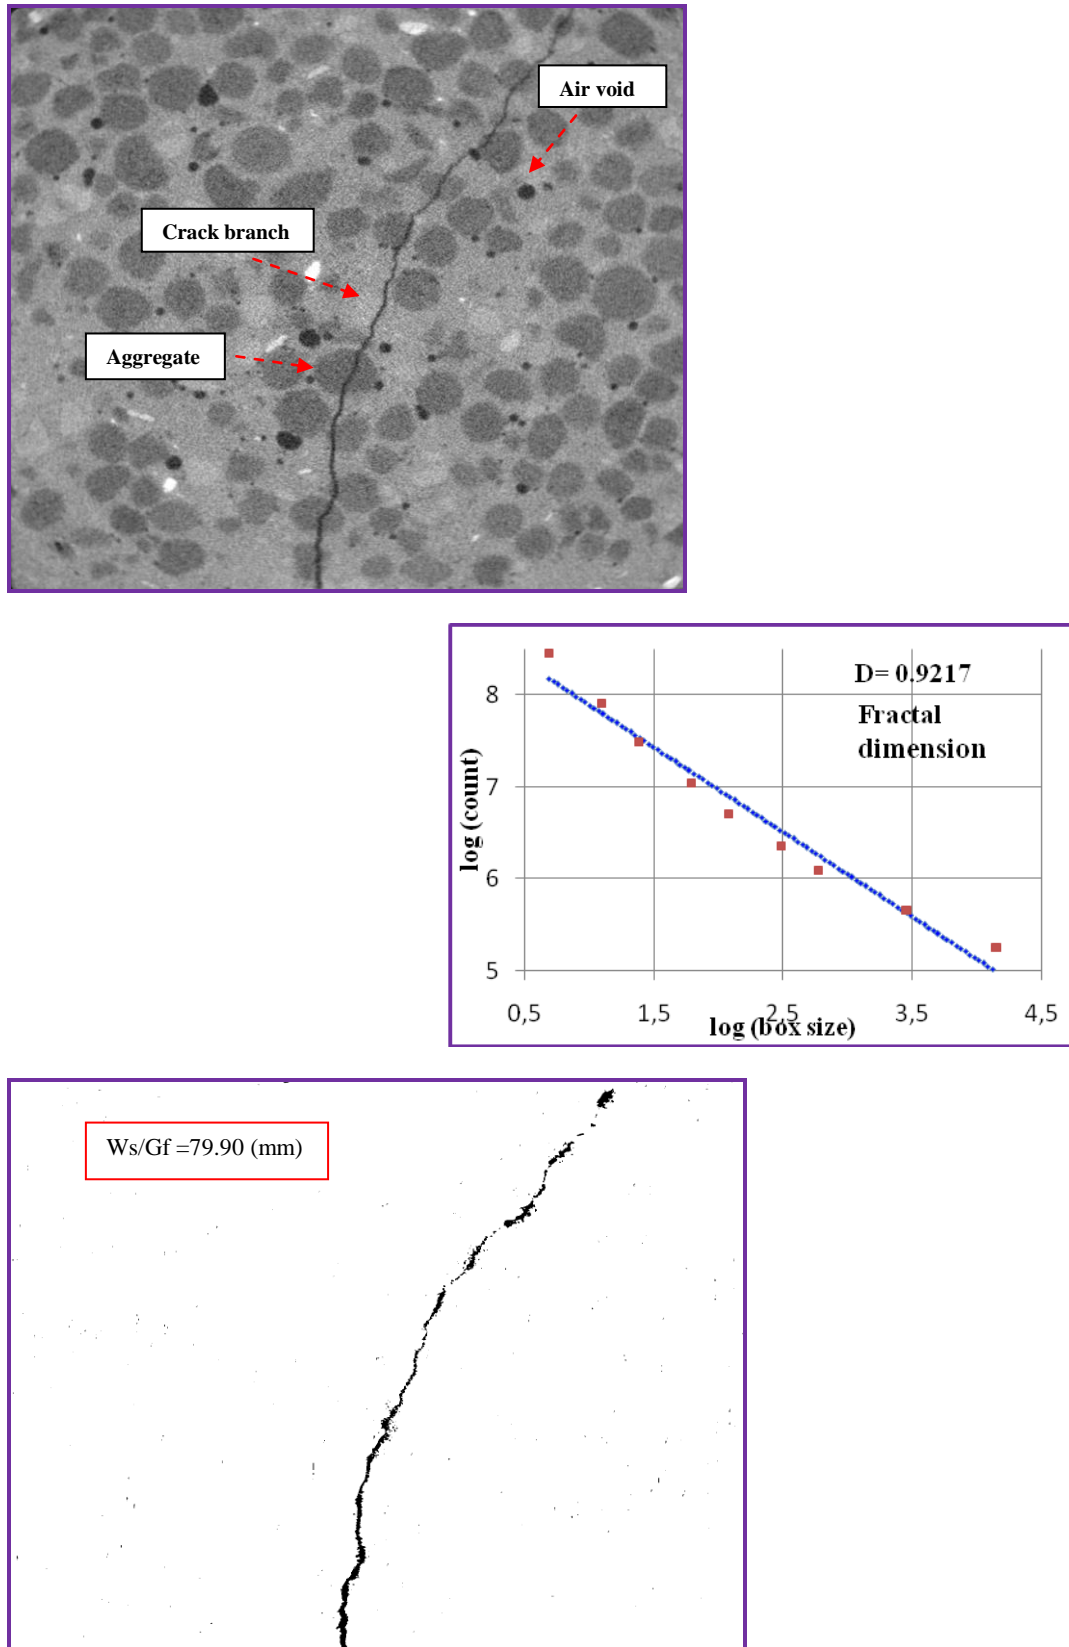 Air void
Crack branch
Aggregate
D= 0.9217
Fractal
dimension
log (count)
8
7
6
5
0,5 1,5 2,5 3,5 4,5
log (box size)
Ws/Gf =79.90 (mm)